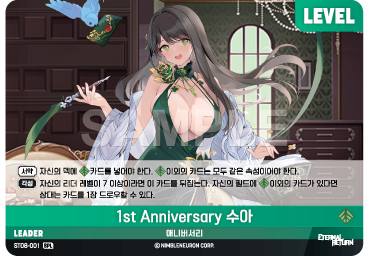 LEVEL
SAMPLE
서약 자신의 덱에 카드를 넣어야 한다. 이외의 카드는 모두 같은 속성이어야 한다.
각성 자신의 리더 레벨이 7 이상이라면 이 카드를 뒤집는다. 자신의 필드에 이외의 카드가 있다면
상대는 카드를 1장 드로우할 수 있다.
1st Anniversary 수아
LEADER
애니버서리
ST08-001 SPL
© NIMBLENEURON CORP.
ETERNAL RETURN